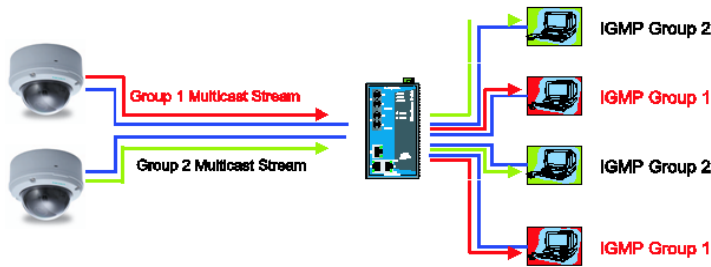 IGMP Group 2
Group 1 Multicast Stream
IGMP Group 1
Group 2 Multicast Stream
IGMP Group 2
IGMP Group 1